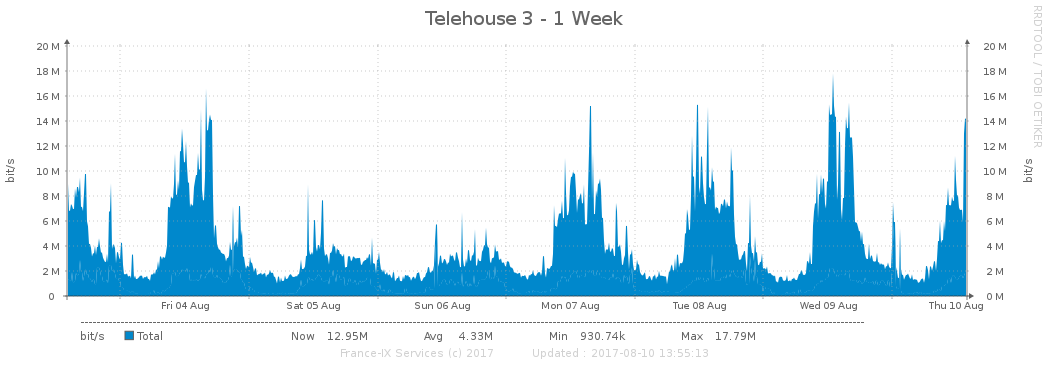 Telehouse 3 - 1 Week
RRDTOOL / TOBI OETIKER
bit/s
bit/s
20 M 20 M
18 M 18 M
16 M 16 M
14 M 14 M
12 M 12 M
10 M 10 M
8 M 8 M
6 M 6 M
4 M 4 M
2 M 2 M
0 0 M
Fri 04 Aug Sat 05 Aug Sun 06 Aug Mon 07 Aug Tue 08 Aug Wed 09 Aug Thu 10 Aug
bit/s Total Now 12.95M Avg 4.33M Min 930.74k Max 17.79M
France-IX Services (c) 2017 Updated : 2017-08-10 13:55:13